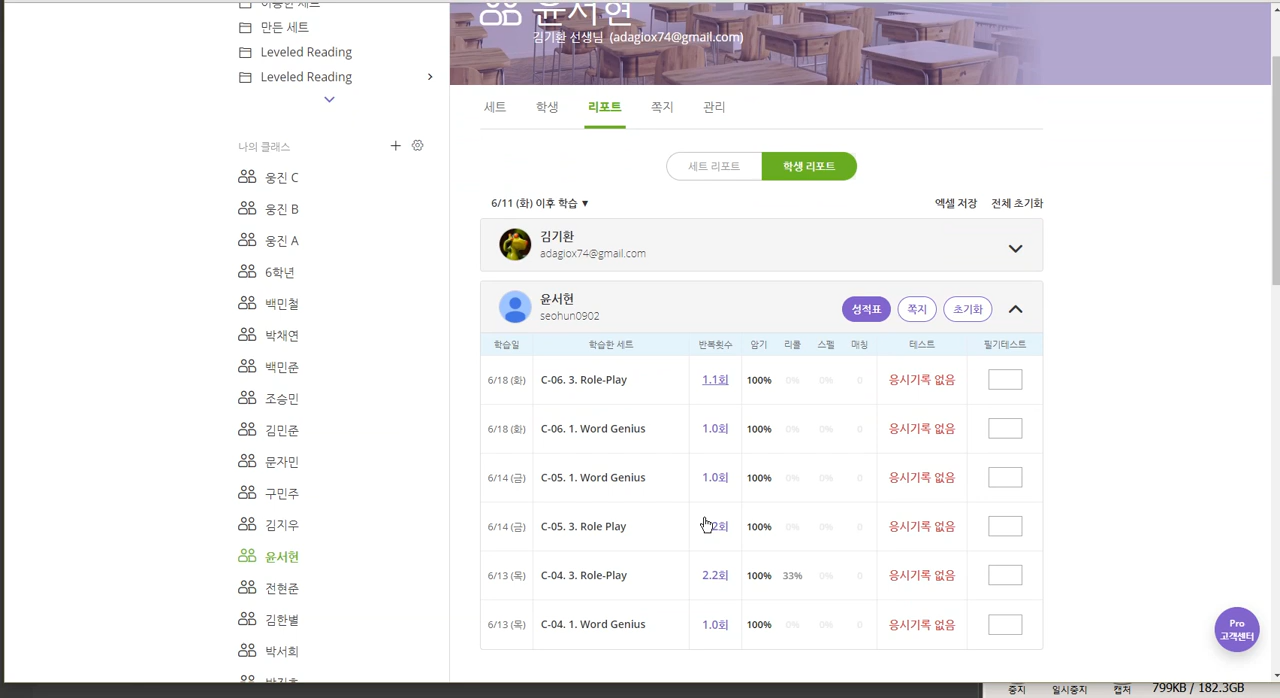 이용한 세트
만든 세트
Leveled Reading
Leveled Reading
나의 클래스
웅진 C
웅진 B
웅진 A
6학년
백민철
박채연
백민준
조승민
김민준
문자민
구민주
김지우
윤서현
전현준
김한별
박서희
윤서현
김기환 선생님 (adagiox74@gmail.com)
세트 학생 리포트 쪽지 관리
세트 리포트 학생 리포트
6/11 (화) 이후 학습 ▼ 엑셀 저장 전체 초기화
김기환
adagiox74@gmail.com
윤서현
seohun0902
성적표 쪽지 초기화
학습일 학습한 세트 반복횟수 암기 리콜 스펠 매칭 테스트 필기테스트
6/18 (화) C-06. 3. Role-Play 1.1회 100% 0% 0% 0 응시기록 없음
6/18 (화) C-06. 1. Word Genius 1.0회 100% 0% 0% 0 응시기록 없음
6/14 (금) C-05. 1. Word Genius 1.0회 100% 0% 0% 0 응시기록 없음
6/14 (금) C-05. 3. Role Play 2회 100% 0% 0% 0 응시기록 없음
6/13 (목) C-04. 3. Role-Play 2.2회 100% 33% 0% 0 응시기록 없음
6/13 (목) C-04. 1. Word Genius 1.0회 100% 0% 0% 0 응시기록 없음
Pro
고객센터
중지 일시중지 캡처 799KB / 182.3GB